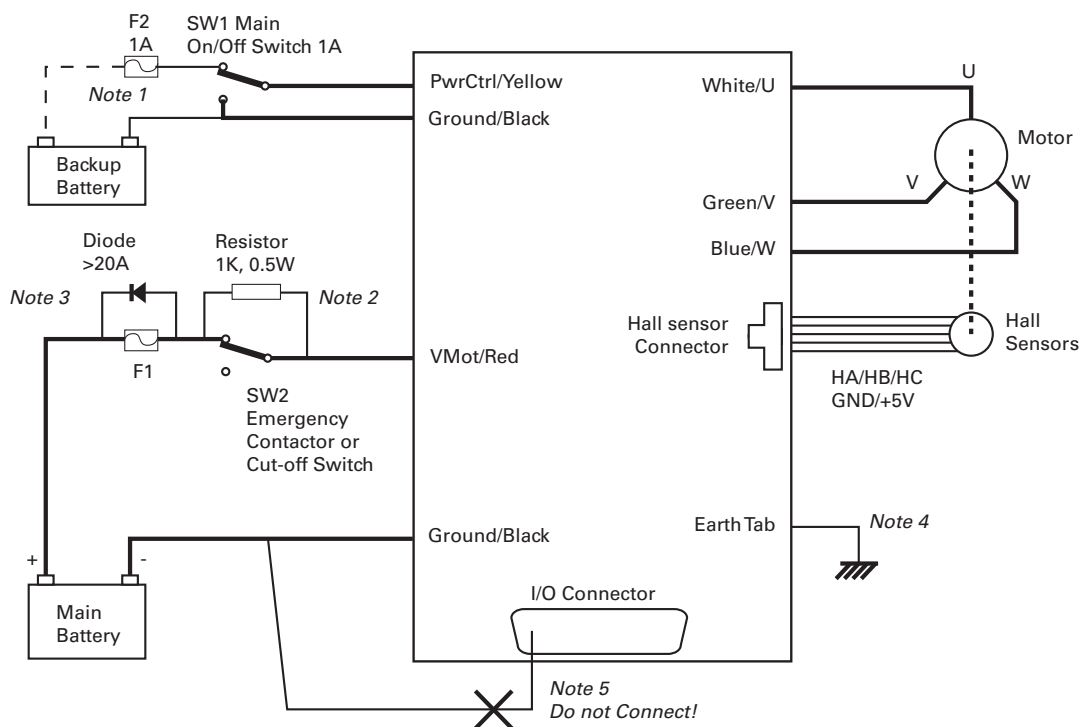 F2
1A
SW1 Main
On/Off Switch 1A
Note 1
Backup
Battery
PwrCtrl/Yellow
Ground/Black
White/U
U
Motor
V
W
Green/V
Blue/W
Diode
>20A
Resistor
1K, 0.5W
Note 3
Note 2
F1
VMot/Red
SW2
Emergency
Contactor or
Cut-off Switch
Hall sensor
Connector
Hall
Sensors
HA/HB/HC
GND/+5V
Ground/Black
Earth Tab
Note 4
+
-
Main
Battery
I/O Connector
Note 5
Do not Connect!